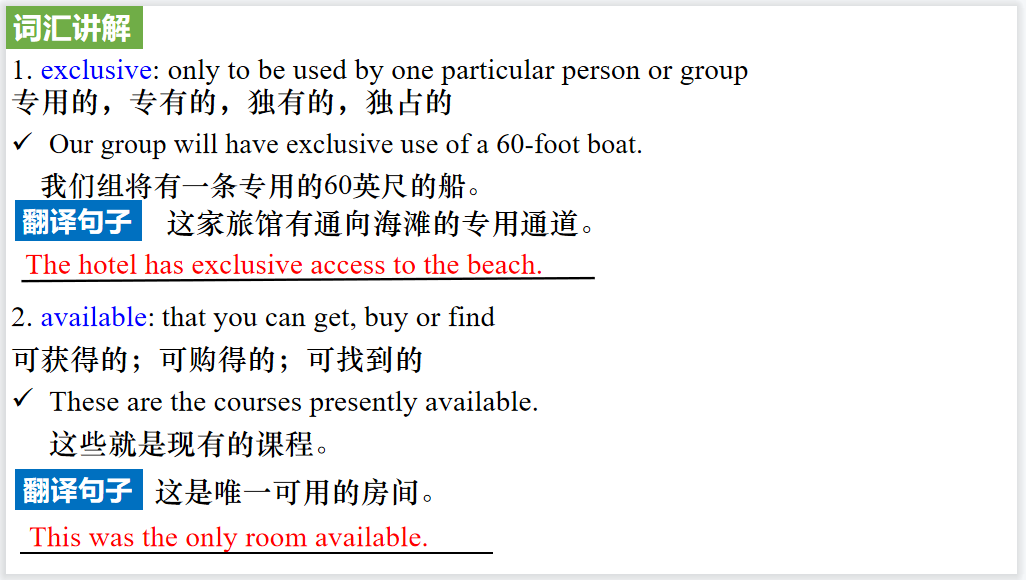 词汇讲解
1. exclusive: only to be used by one particular person or group
专用的，专有的，独有的，独占的
✓ Our group will have exclusive use of a 60-foot boat.
我们组将有一条专用的60英尺的船。
翻译句子 这家旅馆有通向海滩的专用通道。
The hotel has exclusive access to the beach.
2. available: that you can get, buy or find
可获得的；可购得的；可找到的
✓ These are the courses presently available.
这些就是现有的课程。
翻译句子 这是唯一可用的房间。
This was the only room available.